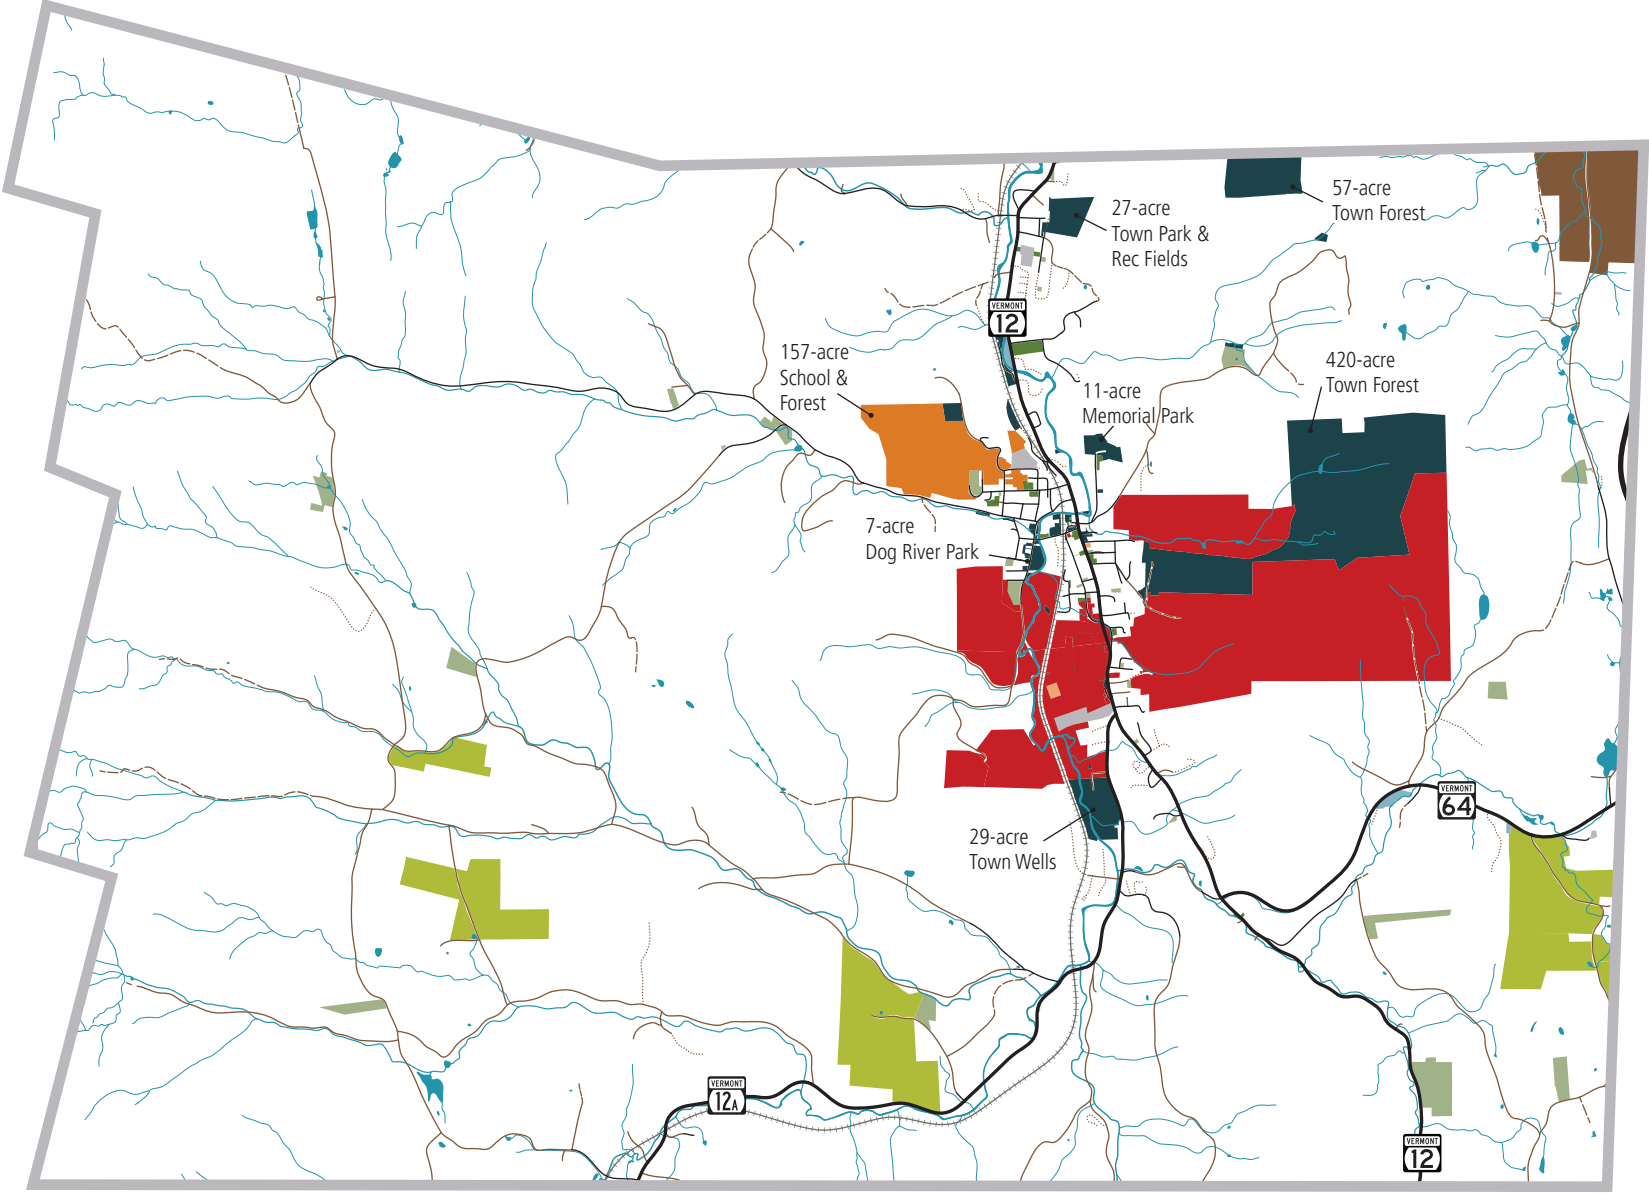 57-acre
Town Forest
27-acre
Town Park &
Rec Fields
VERMONT
12
157-acre
School &
Forest
420-acre
Town Forest
11-acre
Memorial Park
7-acre
Dog River Park
VERMONT
64
29-acre
Town Wells
VERMONT
12A
VERMONT
12